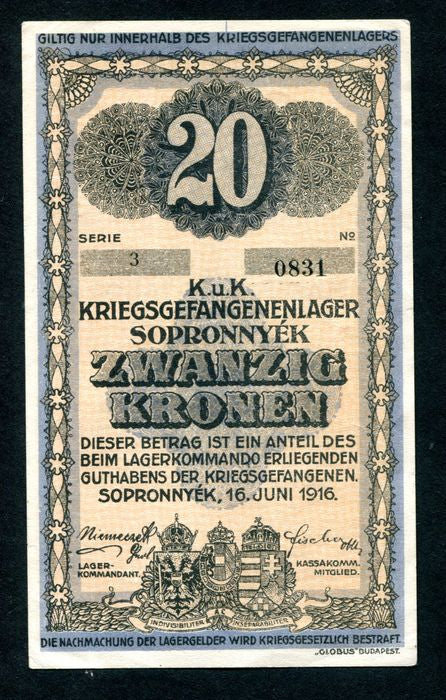 GILTIG NUR INNERHALB DES KRIEGSGEFANGENENLAGERS
20
SERIE Nº
3 0831
K.u.K.
KRIEGSGEFANGENENLAGER
SOPRONNYÉK
ZWANZIG
KRONEN
DIESER BETRAG IST EIN ANTEIL DES
BEIM LAGERKOMMANDO ERLIEGENDEN
GUTHABENS DER KRIEGSGEFANGENEN.
SOPRONNYÉK, 16. JUNI 1916.
Fischer
LAGER-
KOMMANDANT.
KASSAKOMM.
MITGLIED.
INDIVISIBILITER INSEPARABILITER
DIE NACHMACHUNG DER LAGERGELDER WIRD KRIEGSGESETZLICH BESTRAFT.
„GLOBUS" BUDAPEST.